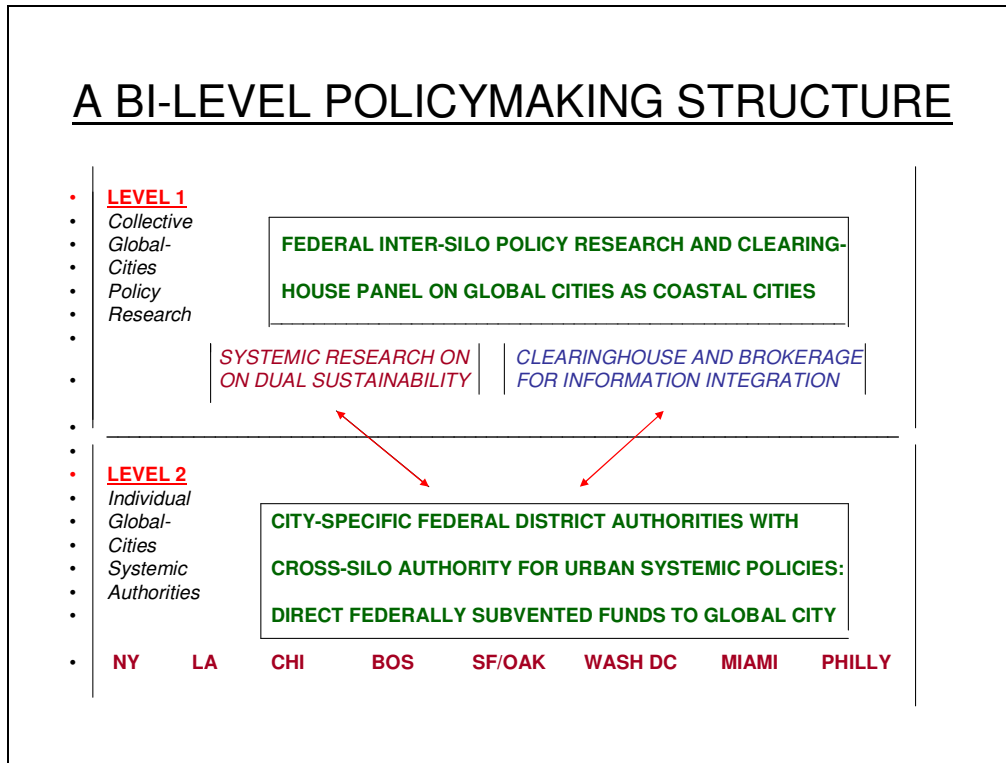 A BI-LEVEL POLICYMAKING STRUCTURE
• LEVEL 1
• Collective
• Global-
• Cities
• Policy
• Research
•
•
•
FEDERAL INTER-SILO POLICY RESEARCH AND CLEARING-
HOUSE PANEL ON GLOBAL CITIES AS COASTAL CITIES
SYSTEMIC RESEARCH ON
ON DUAL SUSTAINABILITY
CLEARINGHOUSE AND BROKERAGE
FOR INFORMATION INTEGRATION
•
• LEVEL 2
• Individual
• Global-
• Cities
• Systemic
• Authorities
•
CITY-SPECIFIC FEDERAL DISTRICT AUTHORITIES WITH
CROSS-SILO AUTHORITY FOR URBAN SYSTEMIC POLICIES:
DIRECT FEDERALLY SUBVENTED FUNDS TO GLOBAL CITY
• NY LA CHI BOS SF/OAK WASH DC MIAMI PHILLY